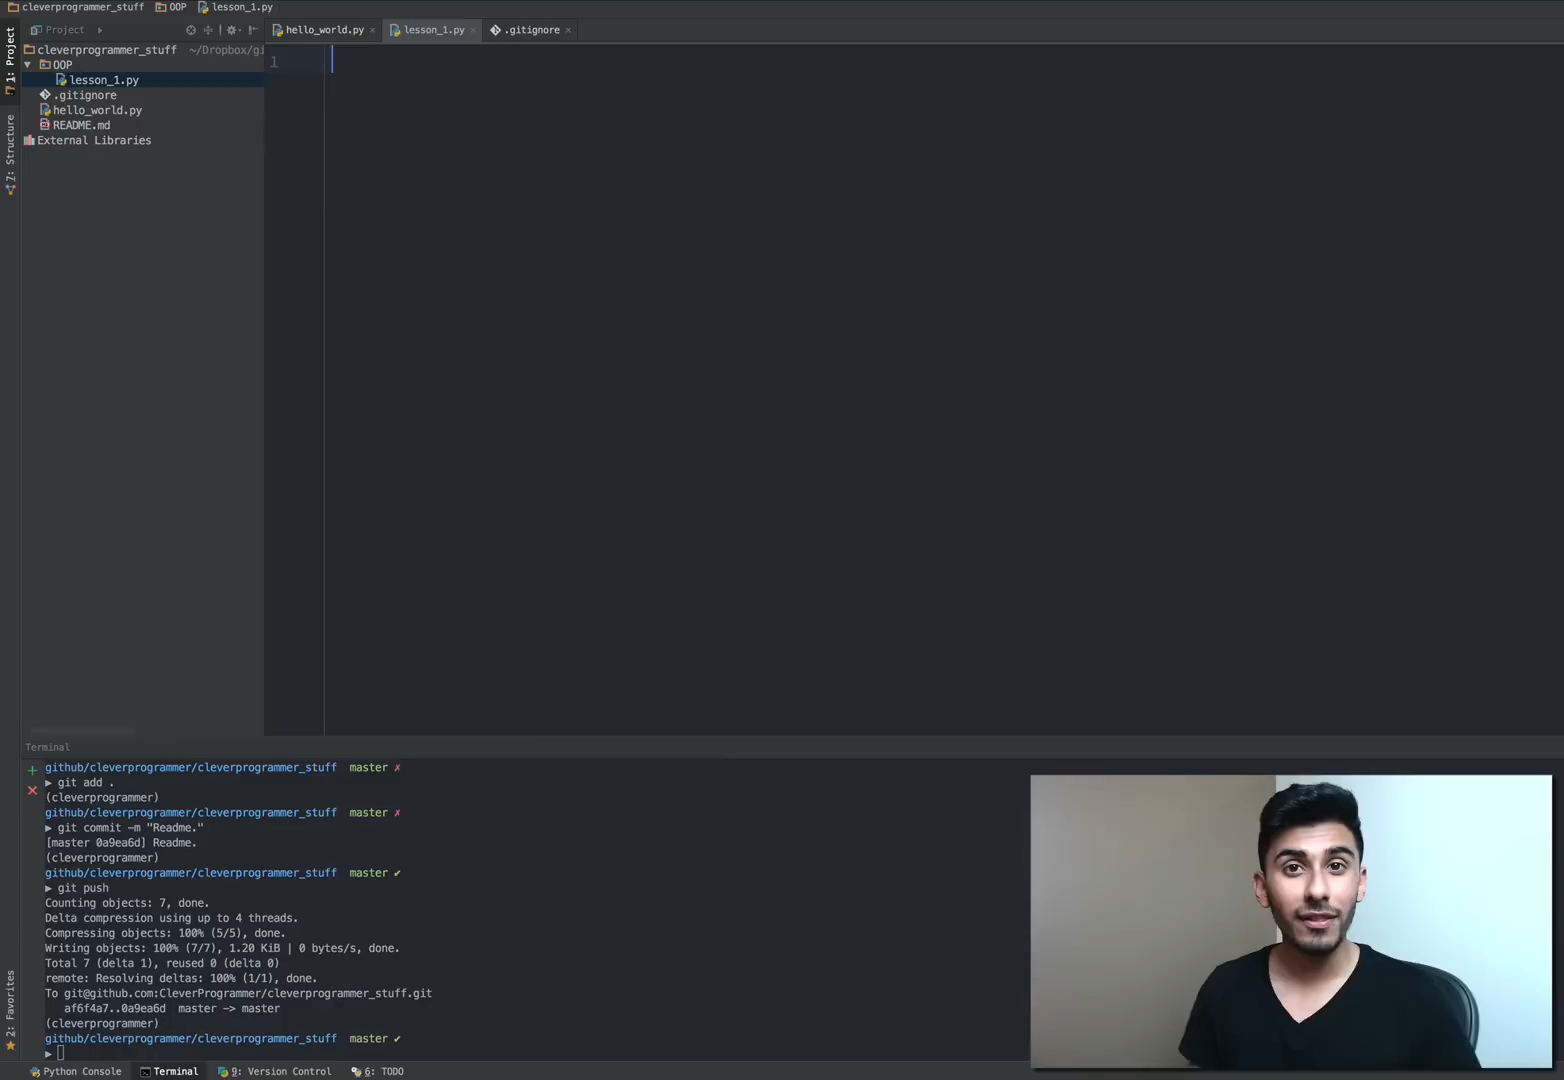 cleverprogrammer_stuff OOP lesson_1.py
1: Project
Project
hello_world.py × lesson_1.py × .gitignore ×
cleverprogrammer_stuff ~/Dropbox/gi
OOP
lesson_1.py
.gitignore
hello_world.py
README.md
External Libraries
1
7: Structure
2: Favorites
Terminal
github/cleverprogrammer/cleverprogrammer_stuff master ✗
▶ git add .
(cleverprogrammer)
github/cleverprogrammer/cleverprogrammer_stuff master ✗
▶ git commit -m "Readme."
[master 0a9ea6d] Readme.
(cleverprogrammer)
github/cleverprogrammer/cleverprogrammer_stuff master ✔
▶ git push
Counting objects: 7, done.
Delta compression using up to 4 threads.
Compressing objects: 100% (5/5), done.
Writing objects: 100% (7/7), 1.20 KiB | 0 bytes/s, done.
Total 7 (delta 1), reused 0 (delta 0)
remote: Resolving deltas: 100% (1/1), done.
To git@github.com:CleverProgrammer/cleverprogrammer_stuff.git
af6f4a7..0a9ea6d master -> master
(cleverprogrammer)
github/cleverprogrammer/cleverprogrammer_stuff master ✔
▶
Python Console Terminal 9: Version Control 6: TODO